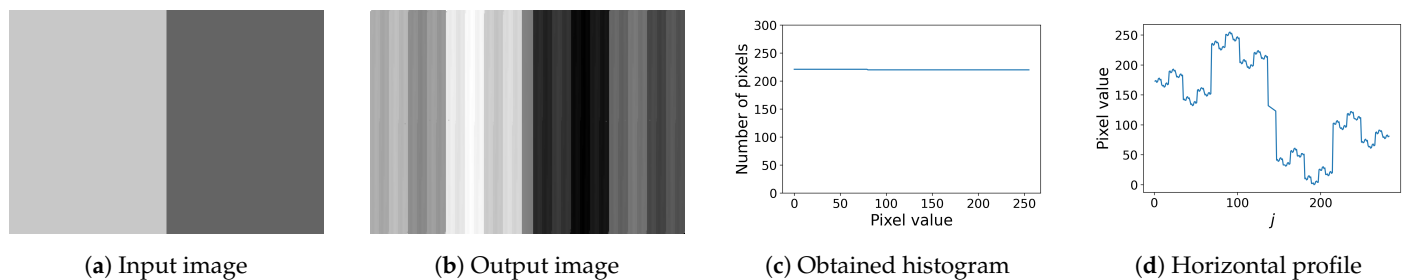 300
250
200
150
100
50
0
Number of pixels
0 50 100 150 200 250
Pixel value
250
200
150
100
50
0
Pixel value
0 100 200
j
(a) Input image
(b) Output image
(c) Obtained histogram
(d) Horizontal profile